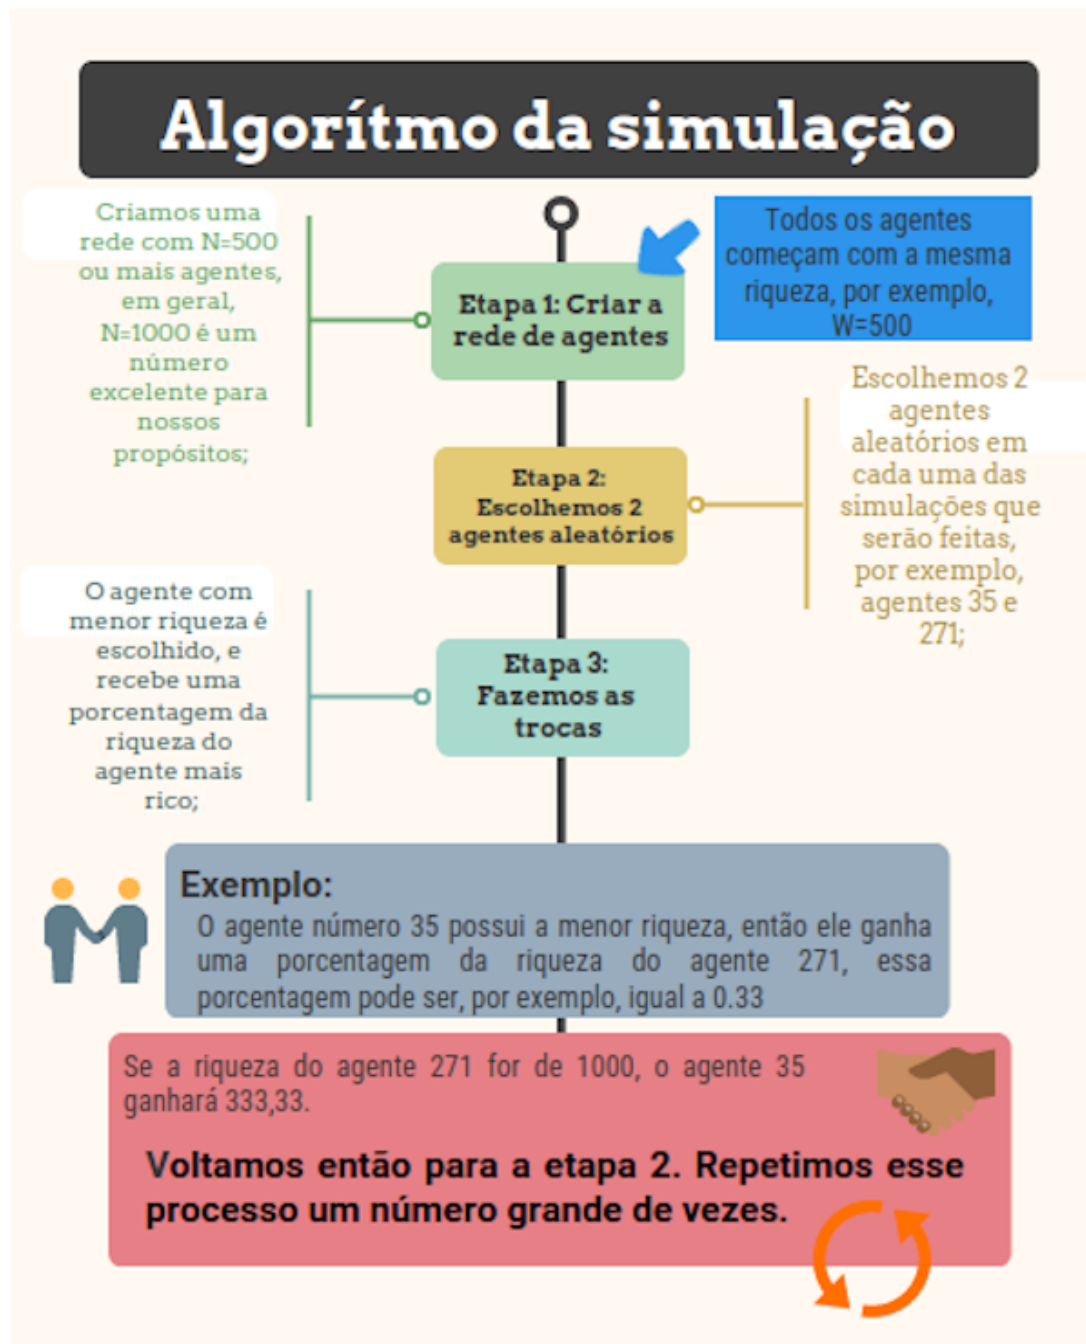 Algorítmo da simulação
Criamos uma
rede com N=500
ou mais agentes,
em geral,
N=1000 é um
número
excelente para
nossos
propósitos;
Etapa 1: Criar a
rede de agentes
Todos os agentes
começam com a mesma
riqueza, por exemplo,
W=500
Etapa 2:
Escolhemos 2
agentes aleatórios
Escolhemos 2
agentes
aleatórios em
cada uma das
simulações que
serão feitas,
por exemplo,
agentes 35 e
271;
O agente com
menor riqueza é
escolhido, e
recebe uma
porcentagem da
riqueza do
agente mais
rico;
Etapa 3:
Fazemos as
trocas
Exemplo:
O agente número 35 possui a menor riqueza, então ele ganha
uma porcentagem da riqueza do agente 271, essa
porcentagem pode ser, por exemplo, igual a 0.33
Se a riqueza do agente 271 for de 1000, o agente 35
ganhará 333,33.
Voltamos então para a etapa 2. Repetimos esse
processo um número grande de vezes.